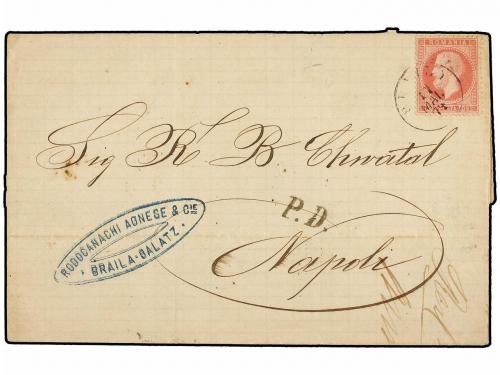 ROMANIA
Sig R. B. Chwatal
P.D.
RODOCANACHI AGNESE & CIE
BRAILA-GALATZ.
Napoli